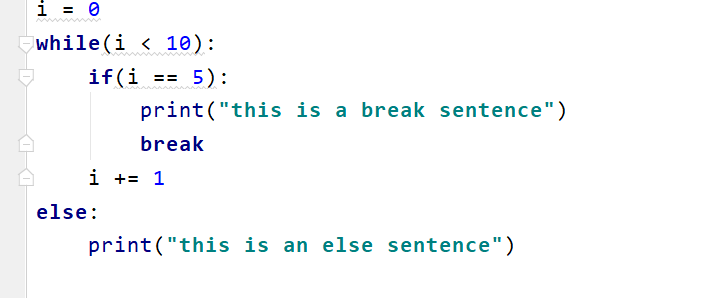 i = 0
while(i < 10):
    if(i == 5):
        print("this is a break sentence")
        break
    i += 1
else:
    print("this is an else sentence")